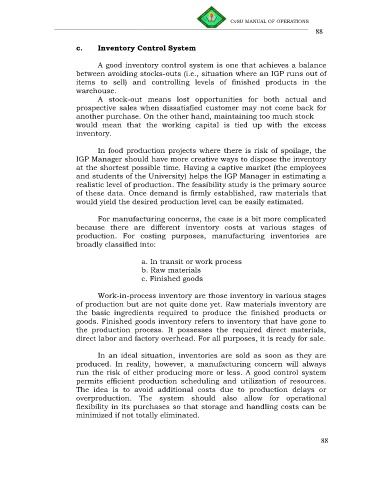 CvSU MANUAL OF OPERATIONS
88
c. Inventory Control System
A good inventory control system is one that achieves a balance
between avoiding stocks-outs (i.e., situation where an IGP runs out of
items to sell) and controlling levels of finished products in the
warehouse.
A stock-out means lost opportunities for both actual and
prospective sales when dissatisfied customer may not come back for
another purchase. On the other hand, maintaining too much stock
would mean that the working capital is tied up with the excess
inventory.
In food production projects where there is risk of spoilage, the
IGP Manager should have more creative ways to dispose the inventory
at the shortest possible time. Having a captive market (the employees
and students of the University) helps the IGP Manager in estimating a
realistic level of production. The feasibility study is the primary source
of these data. Once demand is firmly established, raw materials that
would yield the desired production level can be easily estimated.
For manufacturing concerns, the case is a bit more complicated
because there are different inventory costs at various stages of
production. For costing purposes, manufacturing inventories are
broadly classified into:
a. In transit or work process
b. Raw materials
c. Finished goods
Work-in-process inventory are those inventory in various stages
of production but are not quite done yet. Raw materials inventory are
the basic ingredients required to produce the finished products or
goods. Finished goods inventory refers to inventory that have gone to
the production process. It possesses the required direct materials,
direct labor and factory overhead. For all purposes, it is ready for sale.
In an ideal situation, inventories are sold as soon as they are
produced. In reality, however, a manufacturing concern will always
run the risk of either producing more or less. A good control system
permits efficient production scheduling and utilization of resources.
The idea is to avoid additional costs due to production delays or
overproduction. The system should also allow for operational
flexibility in its purchases so that storage and handling costs can be
minimized if not totally eliminated.
88